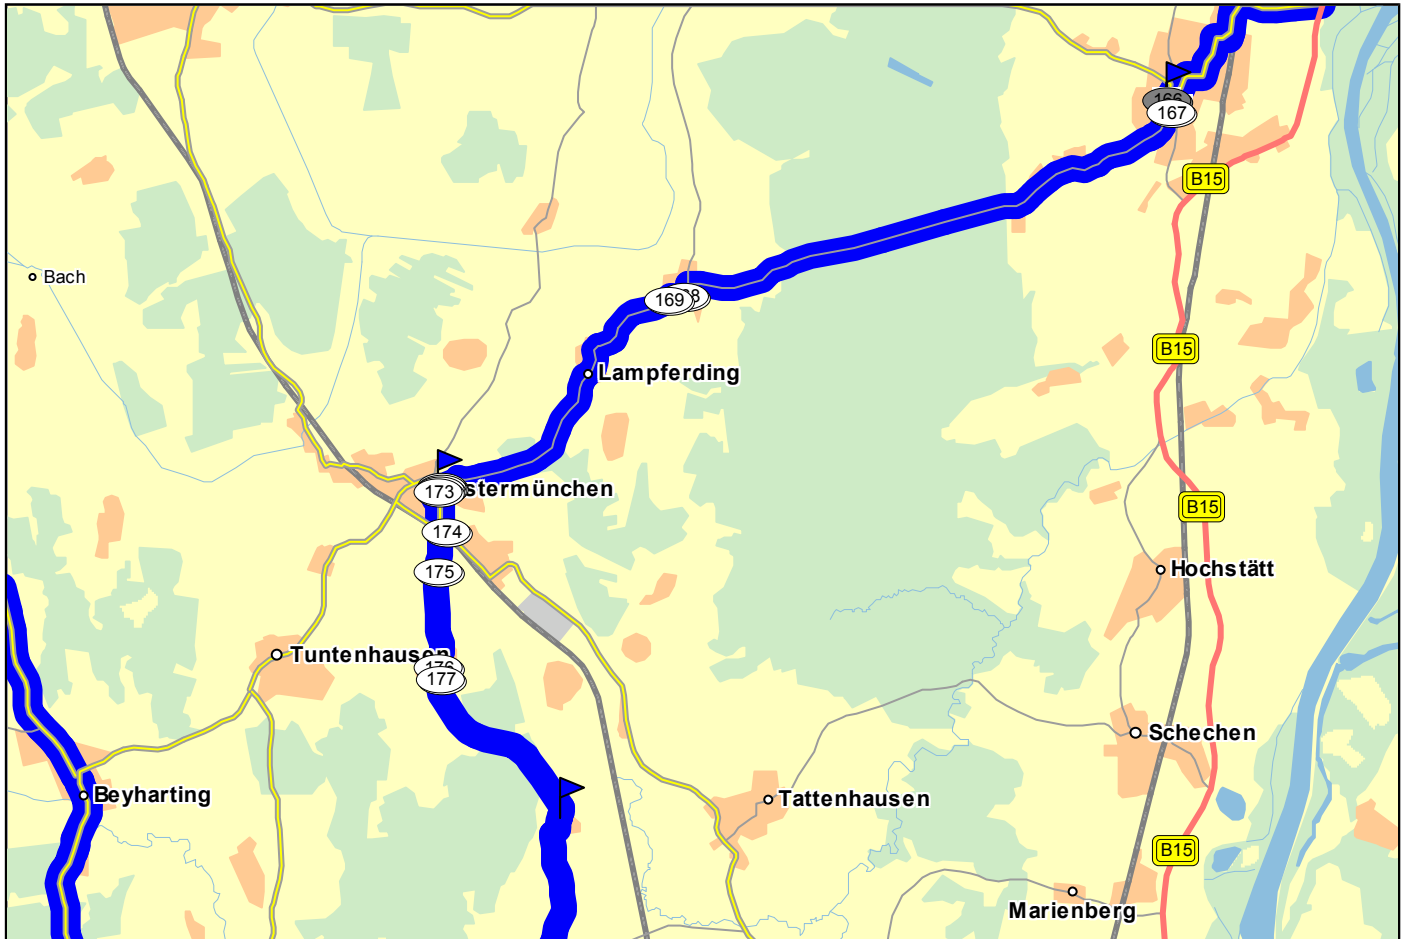 167
B15
Bach
169
B15
Lampferding
173
stermünchen
B15
174
175
Hochstätt
Tuntenhausen
176
177
Schechen
Beyharting
Tattenhausen
B15
Marienberg